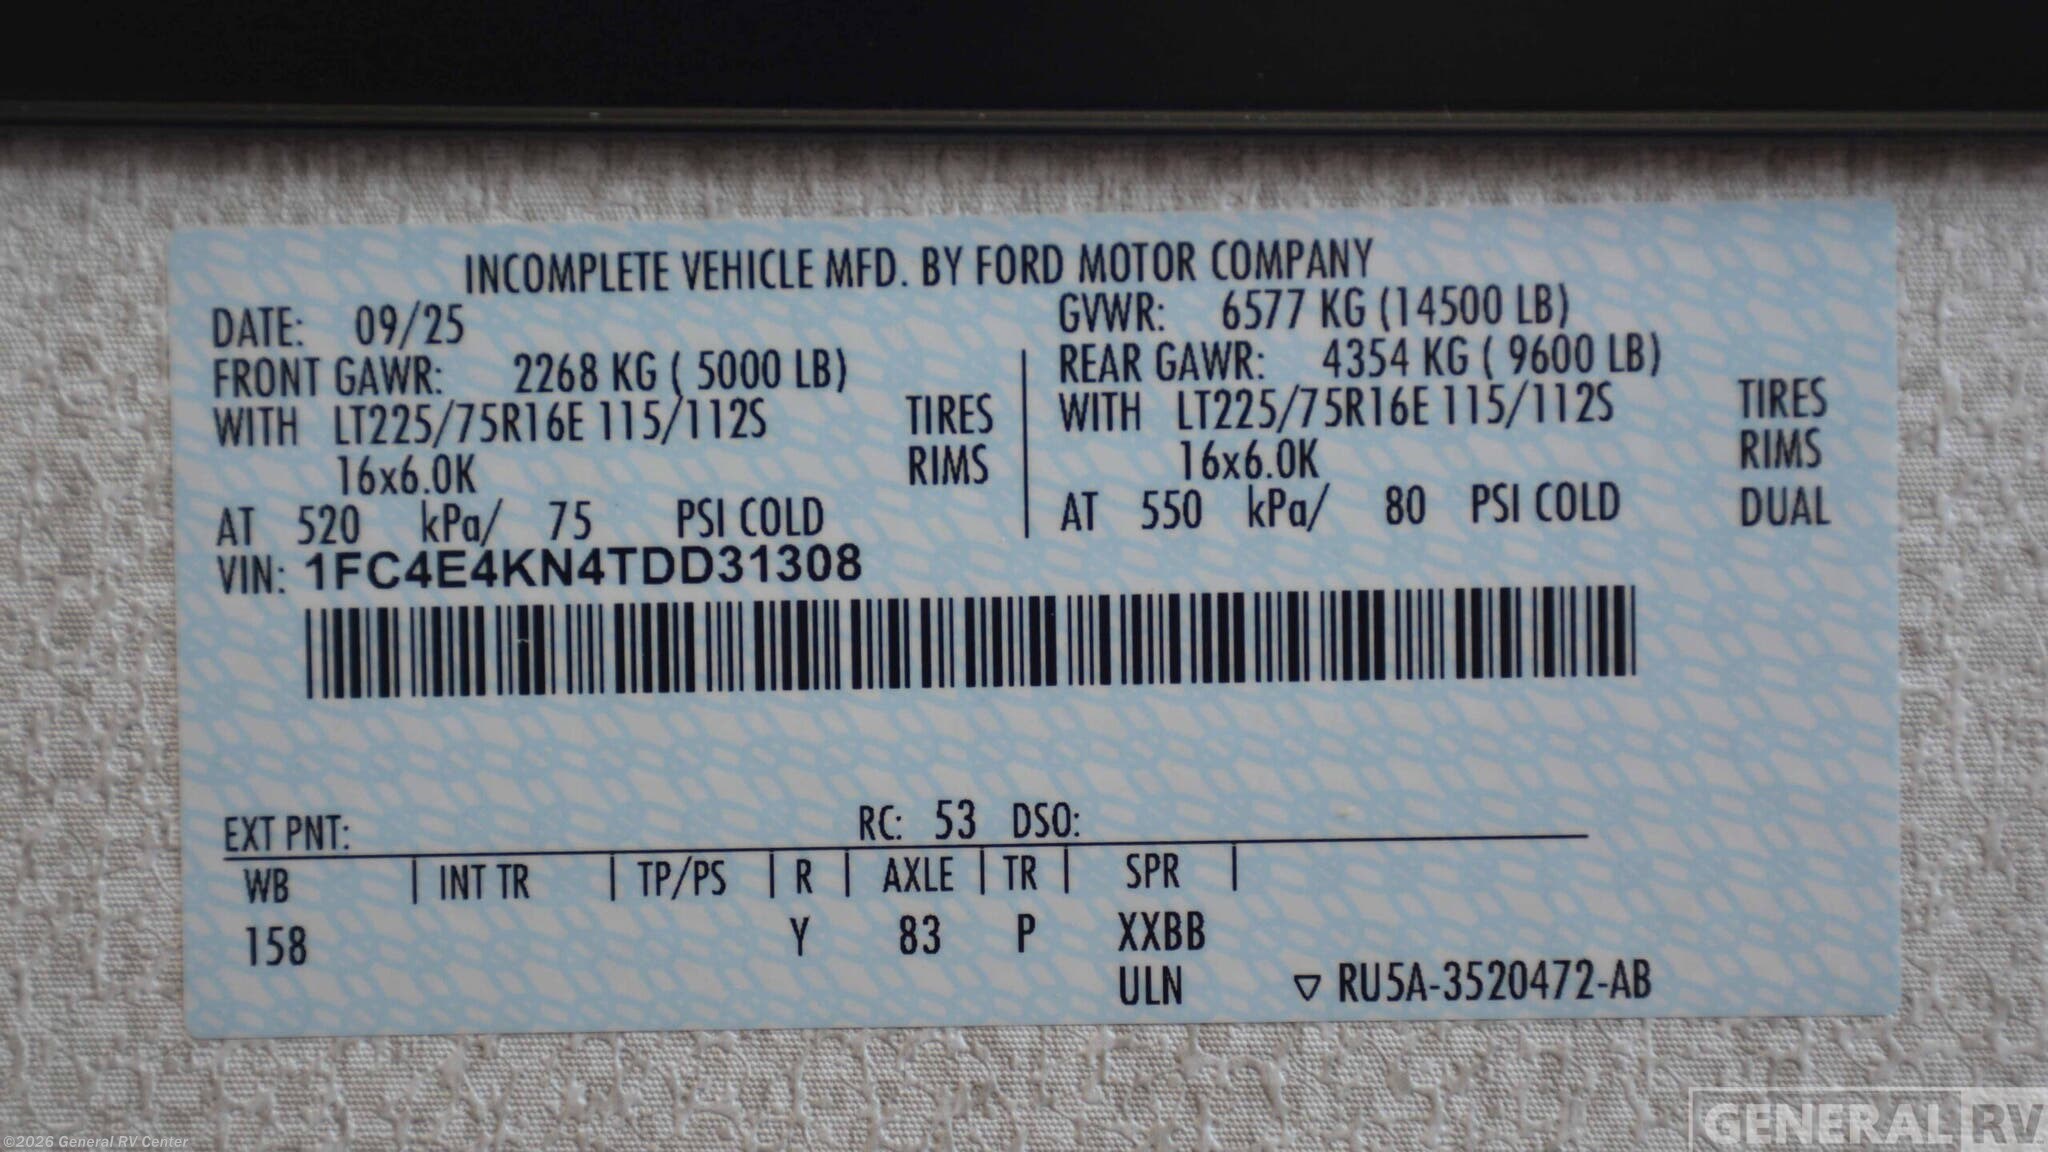 INCOMPLETE VEHICLE MFD. BY FORD MOTOR COMPANY
DATE: 09/25 GVWR: 6577 KG (14500 LB)
FRONT GAWR: 2268 KG ( 5000 LB) REAR GAWR: 4354 KG ( 9600 LB)
WITH LT225/75R16E 115/112S TIRES WITH LT225/75R16E 115/112S TIRES
16x6.0K RIMS 16x6.0K RIMS
AT 520 kPa/ 75 PSI COLD AT 550 kPa/ 80 PSI COLD DUAL
VIN: 1FC4E4KN4TDD31308
EXT PNT: RC: 53 DSO:
WB INT TR TP/PS R AXLE TR SPR
158 Y 83 P XXBB
ULN ▽ RU5A-3520472-AB
©2026 General RV Center
GENERAL RV